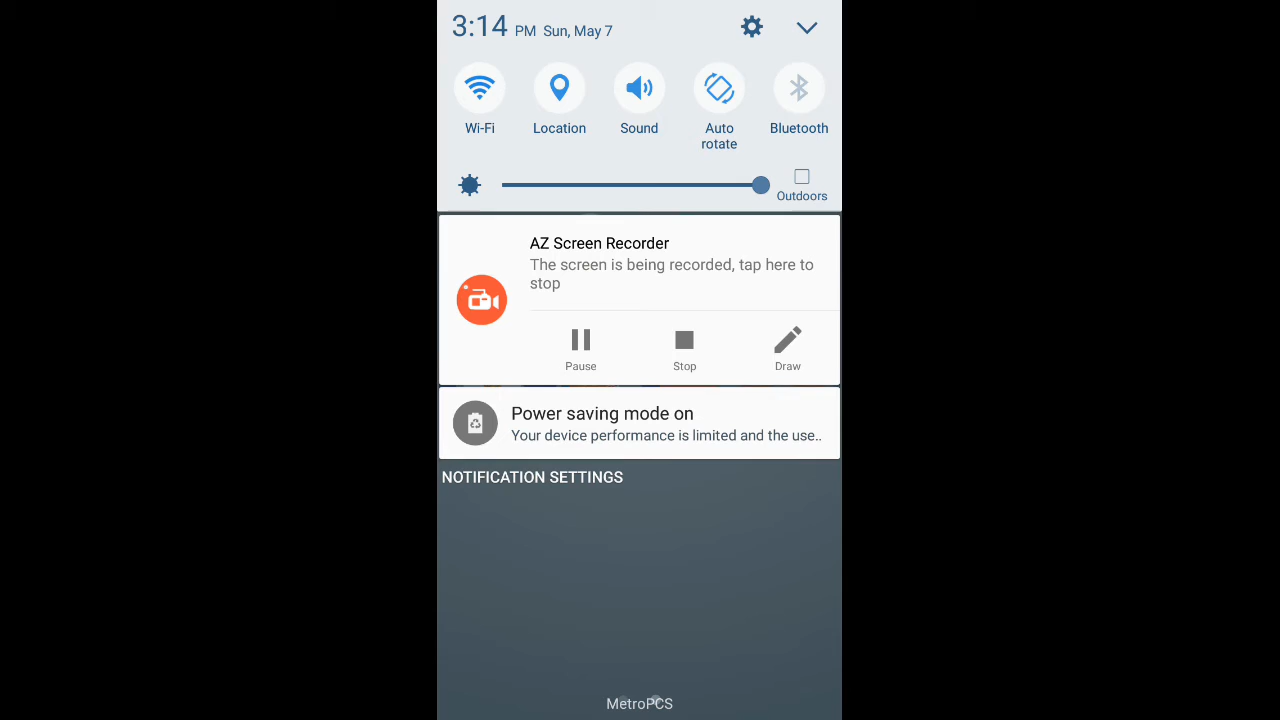 3:14 PM Sun, May 7
Wi-Fi
Location
Sound
Auto
rotate
Bluetooth
Outdoors
AZ Screen Recorder
The screen is being recorded, tap here to
stop
Pause
Stop
Draw
Power saving mode on
Your device performance is limited and the use..
NOTIFICATION SETTINGS
MetroPCS